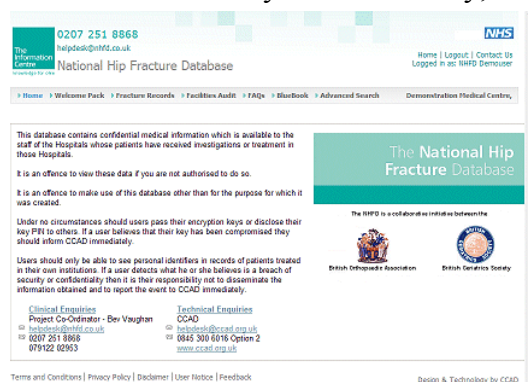 0207 251 8868
helpdesk@nhfd.co.uk
NHS
The
Information
Centre
knowledge for care
National Hip Fracture Database
Home | Logout | Contact Us
Logged in as: NHFD Demouser
Home Welcome Pack Fracture Records Facilities Audit FAQs BlueBook Advanced Search Demonstration Medical Centre,
This database contains confidential medical information which is available to the
staff of the Hospitals whose patients have received investigations or treatment in
those Hospitals.
It is an offence to view these data if you are not authorised to do so.
It is an offence to make use of this database other than for the purpose for which it
was created.
Under no circumstances should users pass their encryption keys or disclose their
key PIN to others. If a user believes that their key has been compromised they
should inform CCAD immediately.
Users should only be able to see personal identifiers in records of patients treated
in their own institutions. If a user detects what he or she believes is a breach of
security or confidentiality then it is their responsibility not to disseminate the
information obtained and to report the event to CCAD immediately.
The National Hip
Fracture Database
The NHFD is a collaborative initiative between the
British Orthopaedic Association
British Geriatrics Society
Clinical Enquiries
Project Co-Ordinator - Bev Vaughan
helpdesk@nhfd.co.uk
0207 251 8868
079122 02953
Technical Enquiries
CCAD
helpdesk@ccad.org.uk
0845 300 6016 Option 2
www.ccad.org.uk
Terms and Conditions | Privacy Policy | Disclaimer | User Notice | Feedback
Design & Technology by CCAD